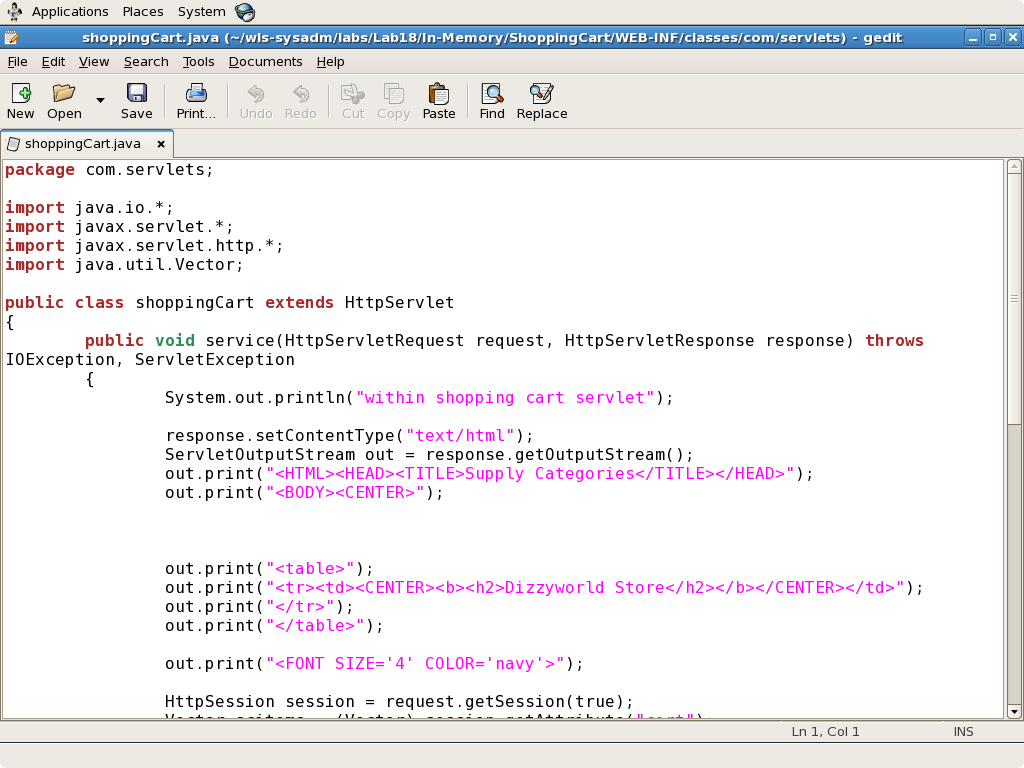 Applications Places System
shoppingCart.java (~/wls-sysadm/labs/Lab18/In-Memory/ShoppingCart/WEB-INF/classes/com/servlets) - gedit
File Edit View Search Tools Documents Help
New Open Save Print... Undo Redo Cut Copy Paste Find Replace
shoppingCart.java
package com.servlets;
import java.io.*;
import javax.servlet.*;
import javax.servlet.http.*;
import java.util.Vector;
public class shoppingCart extends HttpServlet
{
public void service(HttpServletRequest request, HttpServletResponse response) throws
IOException, ServletException
{
System.out.println("within shopping cart servlet");
response.setContentType("text/html");
ServletOutputStream out = response.getOutputStream();
out.print("<HTML><HEAD><TITLE>Supply Categories</TITLE></HEAD>");
out.print("<BODY><CENTER>");
out.print("<table>");
out.print("<tr><td><CENTER><b><h2>Dizzyworld Store</h2></b></CENTER></td>");
out.print("</tr>");
out.print("</table>");
out.print("<FONT SIZE='4' COLOR='navy'>");
HttpSession session = request.getSession(true);
Ln 1, Col 1 INS